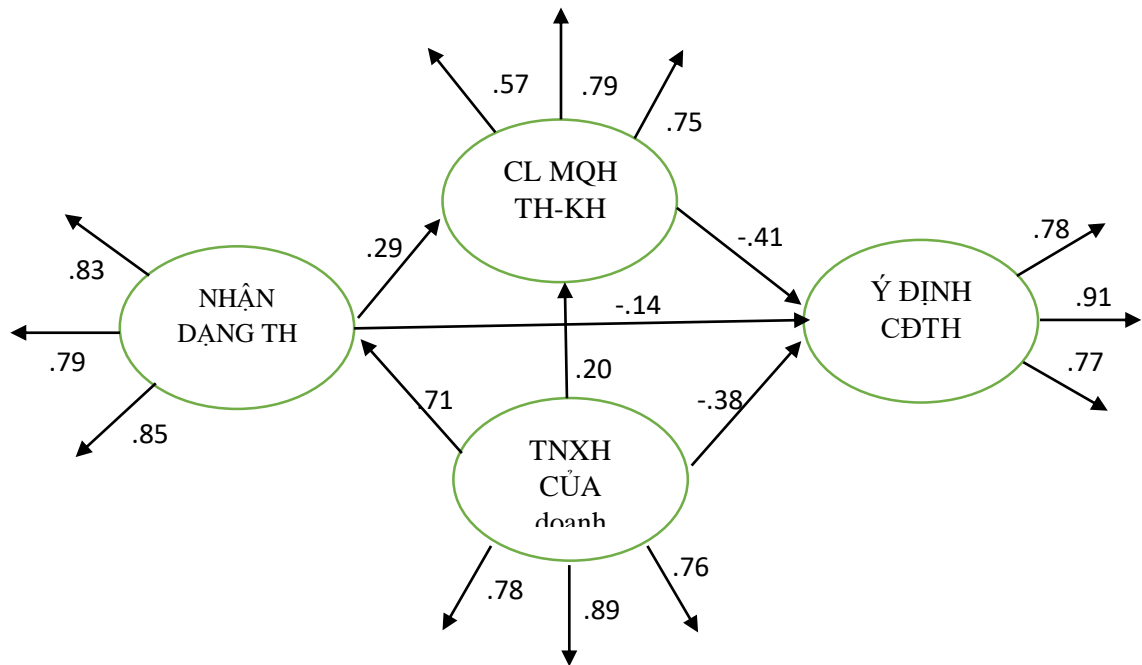 .57
.79
.75
CL MQH
TH-KH
.29
-.41
.83
.79
.85
NHẬN
DẠNG TH
-.14
.78
.91
.77
Ý ĐỊNH
CĐTH
.71
.20
-.38
TNXH
CỦA
doanh
.78
.89
.76